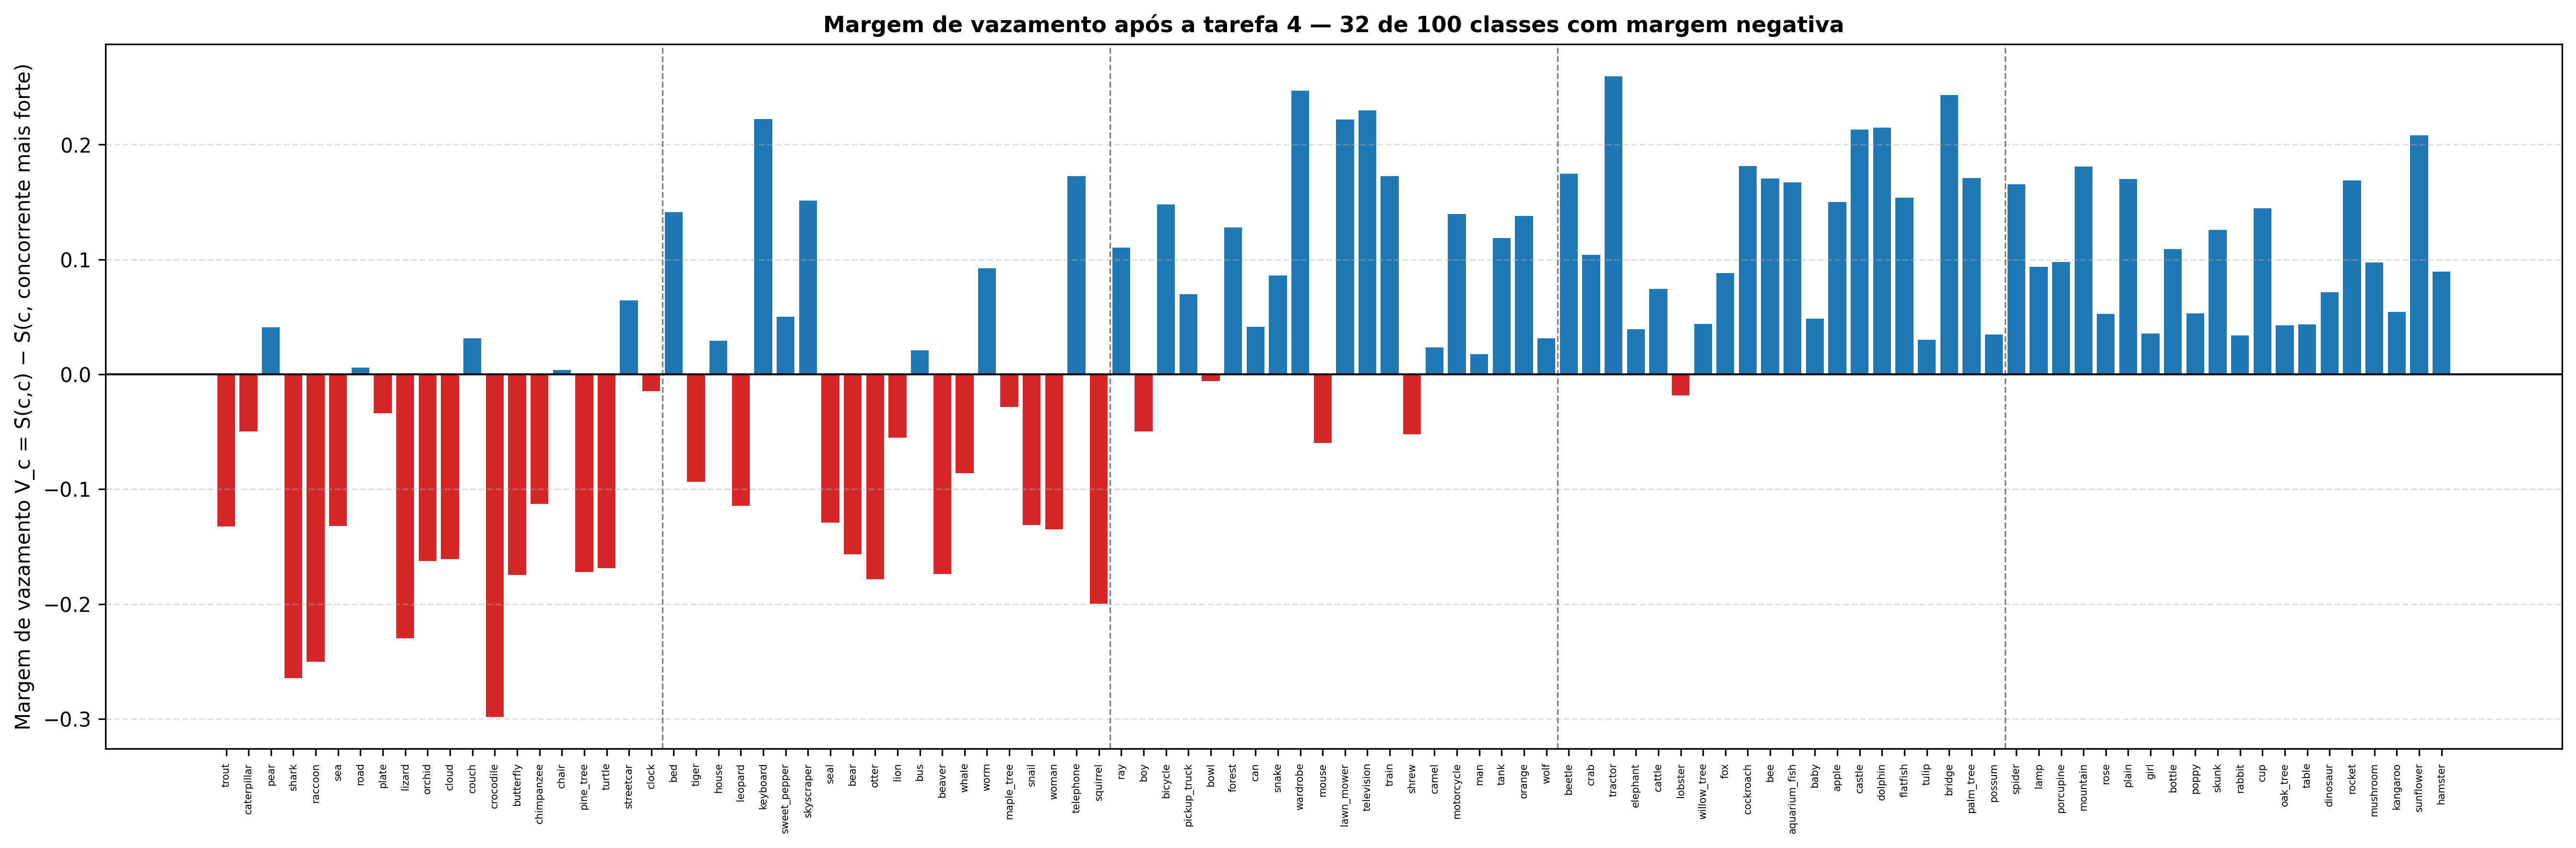 Margem de vazamento após a tarefa 4 — 32 de 100 classes com margem negativa
Margem de vazamento V_c = S(c,c) − S(c, concorrente mais forte)
0.2
0.1
0.0
−0.1
−0.2
−0.3
trout
caterpillar
pear
shark
raccoon
sea
road
plate
lizard
orchid
cloud
couch
crocodile
butterfly
chimpanzee
chair
pine_tree
turtle
streetcar
clock
bed
tiger
house
leopard
keyboard
sweet_pepper
skyscraper
seal
bear
otter
lion
bus
beaver
whale
worm
maple_tree
snail
woman
telephone
squirrel
ray
boy
bicycle
pickup_truck
bowl
forest
can
snake
wardrobe
mouse
lawn_mower
television
train
shrew
camel
motorcycle
man
tank
orange
wolf
beetle
crab
tractor
elephant
cattle
lobster
willow_tree
fox
cockroach
bee
aquarium_fish
baby
apple
castle
dolphin
flatfish
tulip
bridge
palm_tree
possum
spider
lamp
porcupine
mountain
rose
plain
girl
bottle
poppy
skunk
rabbit
cup
oak_tree
table
dinosaur
rocket
mushroom
kangaroo
sunflower
hamster